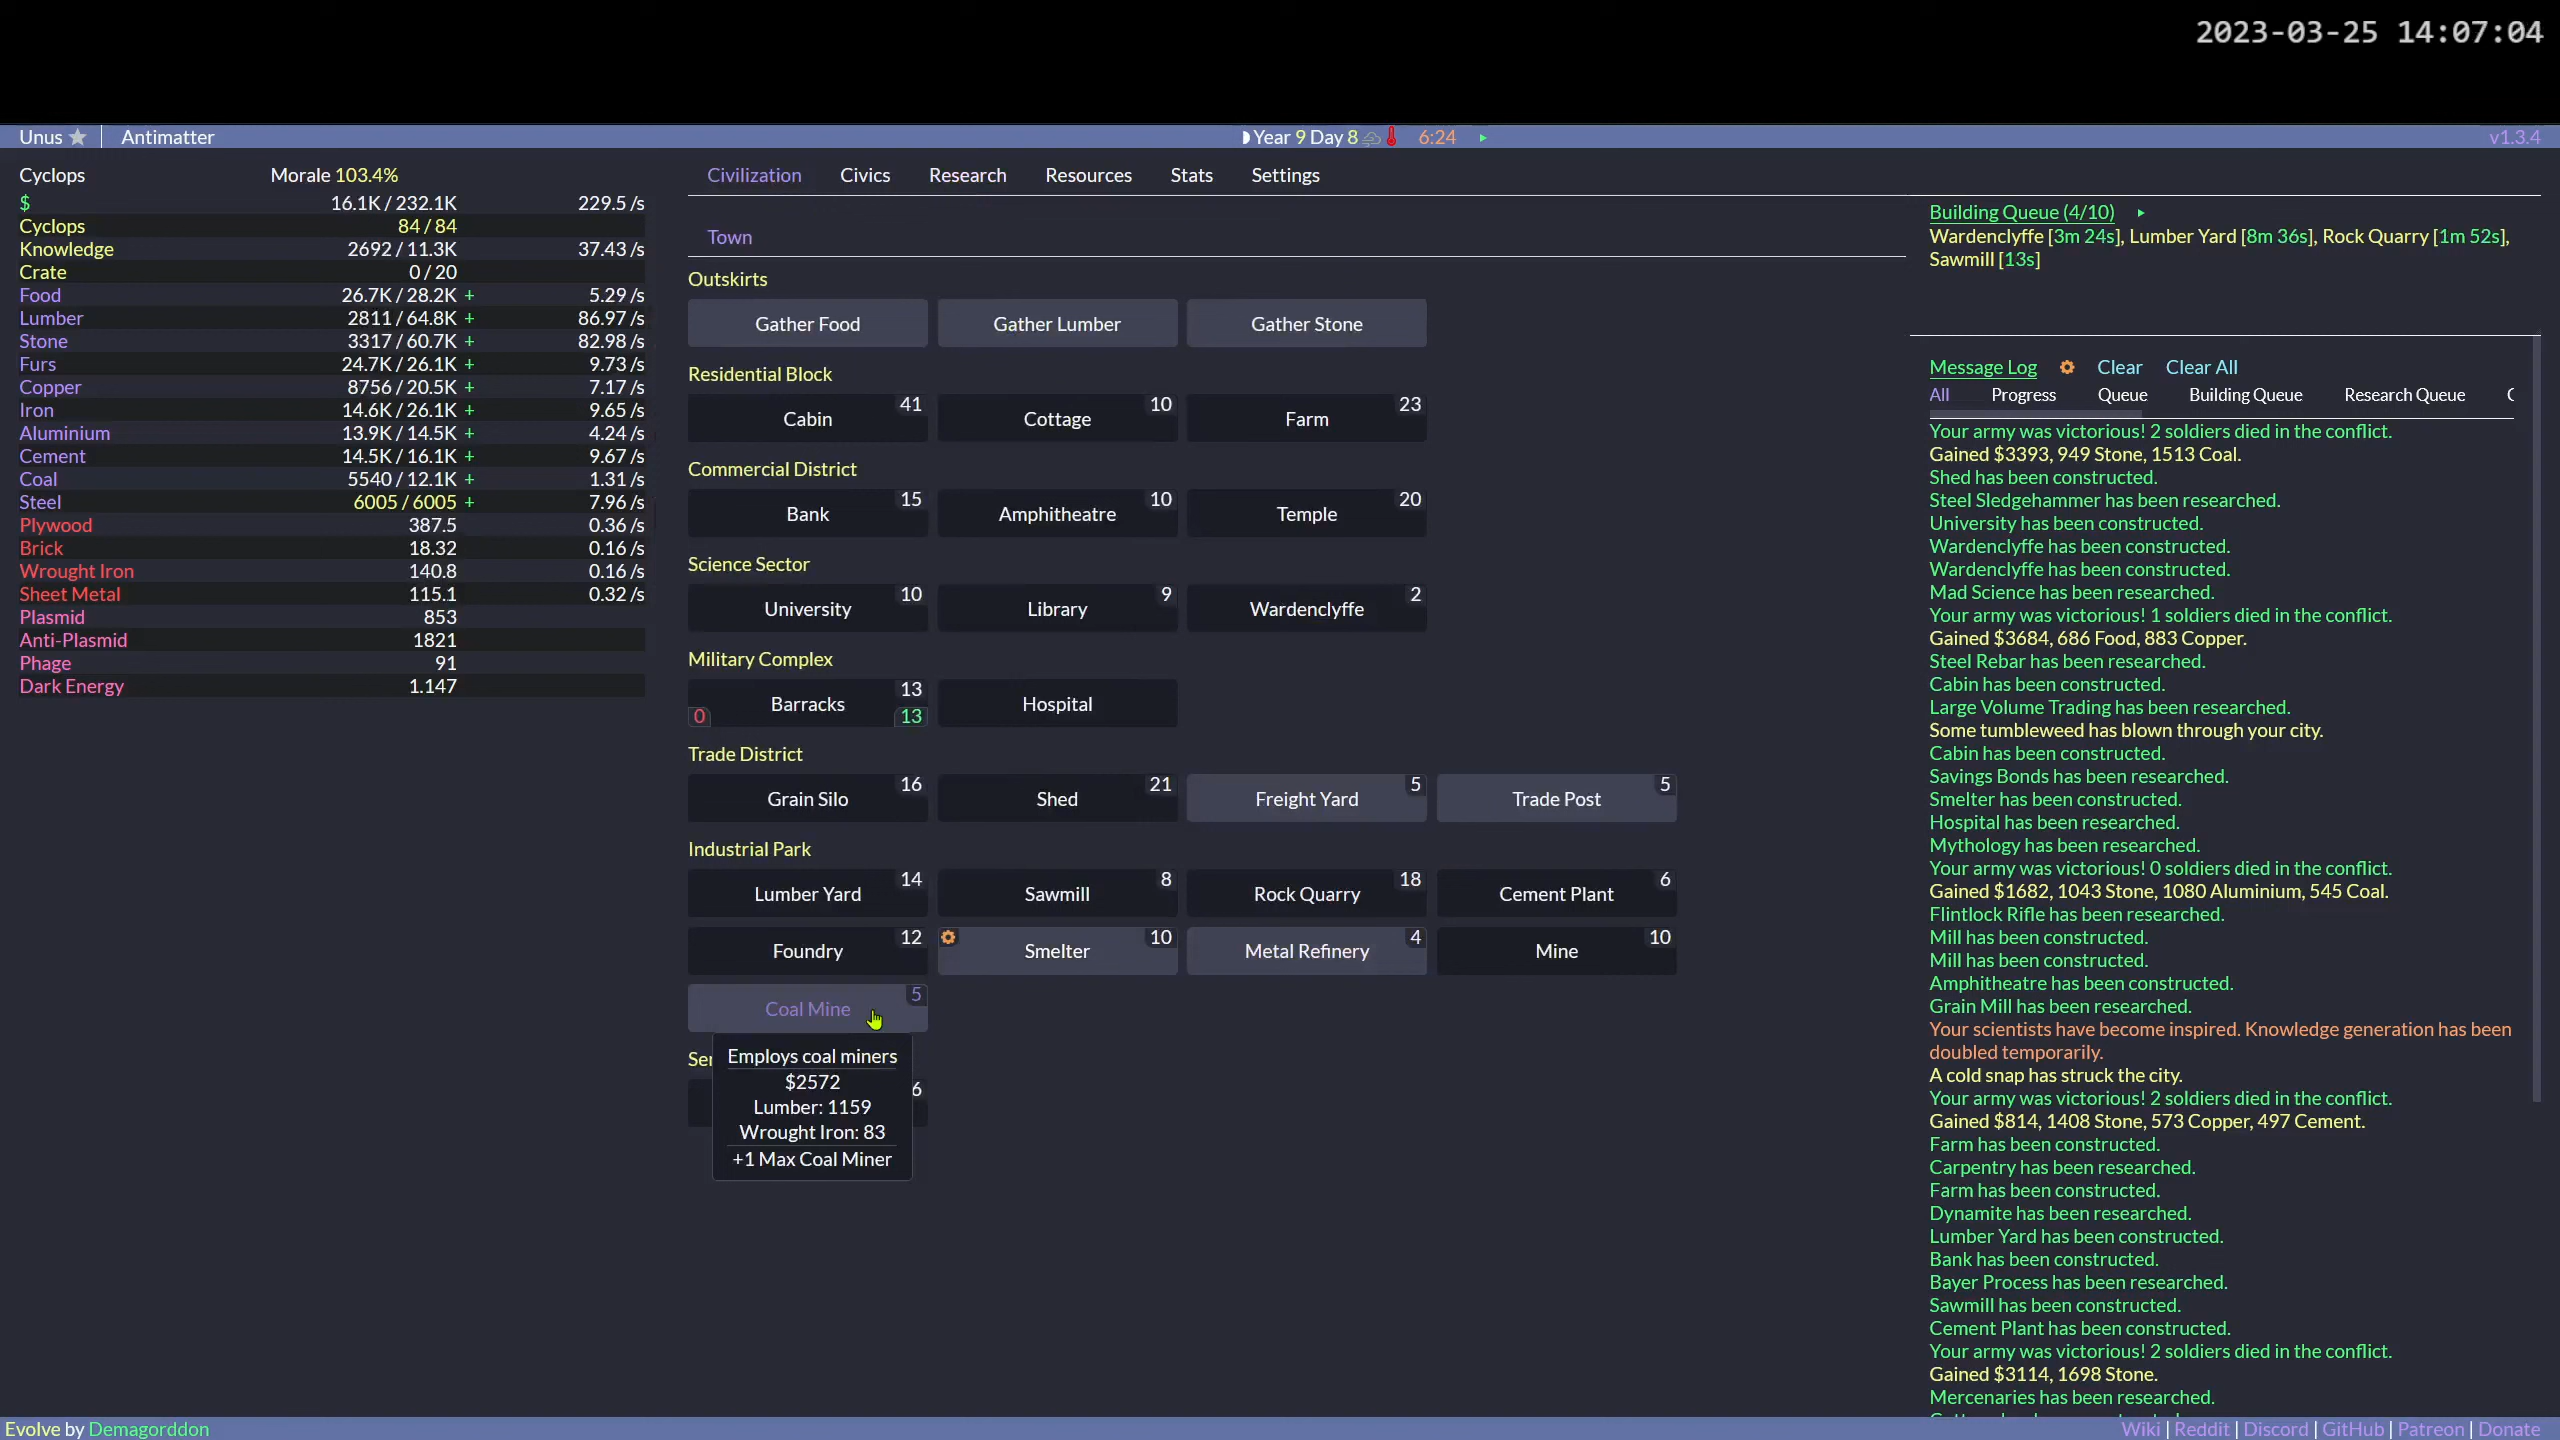 2023-03-25 14:07:04
Unus Antimatter Year 9 Day 8 6:24 v1.3.4
Cyclops Morale 103.4%
$ 16.1K / 232.1K 229.5 /s
Cyclops 84 / 84
Knowledge 2692 / 11.3K 37.43 /s
Crate 0 / 20
Food 26.7K / 28.2K + 5.29 /s
Lumber 2811 / 64.8K + 86.97 /s
Stone 3317 / 60.7K + 82.98 /s
Furs 24.7K / 26.1K + 9.73 /s
Copper 8756 / 20.5K + 7.17 /s
Iron 14.6K / 26.1K + 9.65 /s
Aluminium 13.9K / 14.5K + 4.24 /s
Cement 14.5K / 16.1K + 9.67 /s
Coal 5540 / 12.1K + 1.31 /s
Steel 6005 / 6005 + 7.96 /s
Plywood 387.5 0.36 /s
Brick 18.32 0.16 /s
Wrought Iron 140.8 0.16 /s
Sheet Metal 115.1 0.32 /s
Plasmid 853
Anti-Plasmid 1821
Phage 91
Dark Energy 1.147
Civilization Civics Research Resources Stats Settings
Town
Outskirts
Gather Food Gather Lumber Gather Stone
Residential Block
Cabin 41 Cottage 10 Farm 23
Commercial District
Bank 15 Amphitheatre 10 Temple 20
Science Sector
University 10 Library 9 Wardenclyffe 2
Military Complex
0 Barracks 13 13 Hospital
Trade District
Grain Silo 16 Shed 21 Freight Yard 5 Trade Post 5
Industrial Park
Lumber Yard 14 Sawmill 8 Rock Quarry 18 Cement Plant 6
Foundry 12 Smelter 10 Metal Refinery 4 Mine 10
Coal Mine 5
Employs coal miners
$2572
Lumber: 1159
Wrought Iron: 83
+1 Max Coal Miner
6
Building Queue (4/10)
Wardenclyffe [3m 24s], Lumber Yard [8m 36s], Rock Quarry [1m 52s],
Sawmill [13s]
Message Log Clear Clear All
All Progress Queue Building Queue Research Queue
Your army was victorious! 2 soldiers died in the conflict.
Gained $3393, 949 Stone, 1513 Coal.
Shed has been constructed.
Steel Sledgehammer has been researched.
University has been constructed.
Wardenclyffe has been constructed.
Wardenclyffe has been constructed.
Mad Science has been researched.
Your army was victorious! 1 soldiers died in the conflict.
Gained $3684, 686 Food, 883 Copper.
Steel Rebar has been researched.
Cabin has been constructed.
Large Volume Trading has been researched.
Some tumbleweed has blown through your city.
Cabin has been constructed.
Savings Bonds has been researched.
Smelter has been constructed.
Hospital has been researched.
Mythology has been researched.
Your army was victorious! 0 soldiers died in the conflict.
Gained $1682, 1043 Stone, 1080 Aluminium, 545 Coal.
Flintlock Rifle has been researched.
Mill has been constructed.
Mill has been constructed.
Amphitheatre has been constructed.
Grain Mill has been researched.
Your scientists have become inspired. Knowledge generation has been
doubled temporarily.
A cold snap has struck the city.
Your army was victorious! 2 soldiers died in the conflict.
Gained $814, 1408 Stone, 573 Copper, 497 Cement.
Farm has been constructed.
Carpentry has been researched.
Farm has been constructed.
Dynamite has been researched.
Lumber Yard has been constructed.
Bank has been constructed.
Bayer Process has been researched.
Sawmill has been constructed.
Cement Plant has been constructed.
Your army was victorious! 2 soldiers died in the conflict.
Gained $3114, 1698 Stone.
Mercenaries has been researched.
Evolve by Demagorddon
Wiki | Reddit | Discord | GitHub | Patreon | Donate